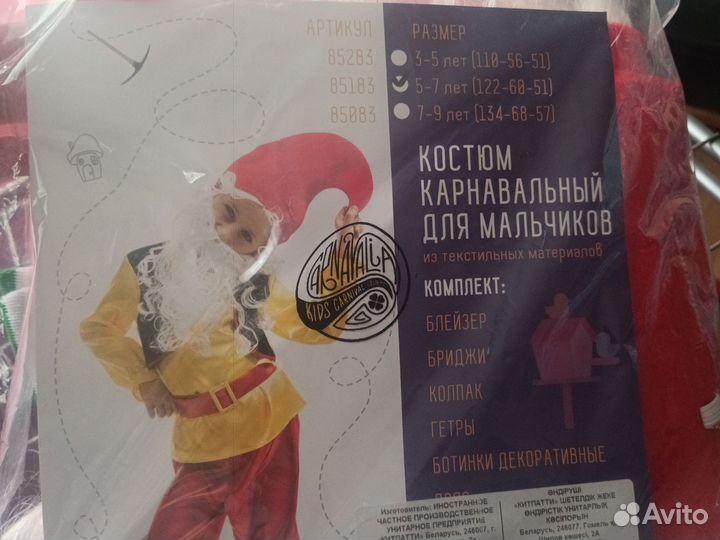 АРТИКУЛ РАЗМЕР
85283 3-5 лет (110-56-51)
85183 5-7 лет (122-60-51)
85083 7-9 лет (134-68-57)
КОСТЮМ
КАРНАВАЛЬНЫЙ
ДЛЯ МАЛЬЧИКОВ
из текстильных материалов
КОМПЛЕКТ:
БЛЕЙЗЕР
БРИДЖИ
КОЛПАК
ГЕТРЫ
БОТИНКИ ДЕКОРАТИВНЫЕ
KIDS CARNIVAL
Изготовитель: ИНОСТРАННОЕ
ЧАСТНОЕ ПРОИЗВОДСТВЕННОЕ
УНИТАРНОЕ ПРЕДПРИЯТИЕ
«КИТПАТТИ» Беларусь, 246067, г.
ӨНДІРУШІ
«КИТПАТТИ» ШЕТЕЛДІК ЖЕКЕ
ӨНДІРІСТІК УНИТАРЛЫҚ
КӘСІПОРЫН
Беларусь, 246077, Гомель
Avito